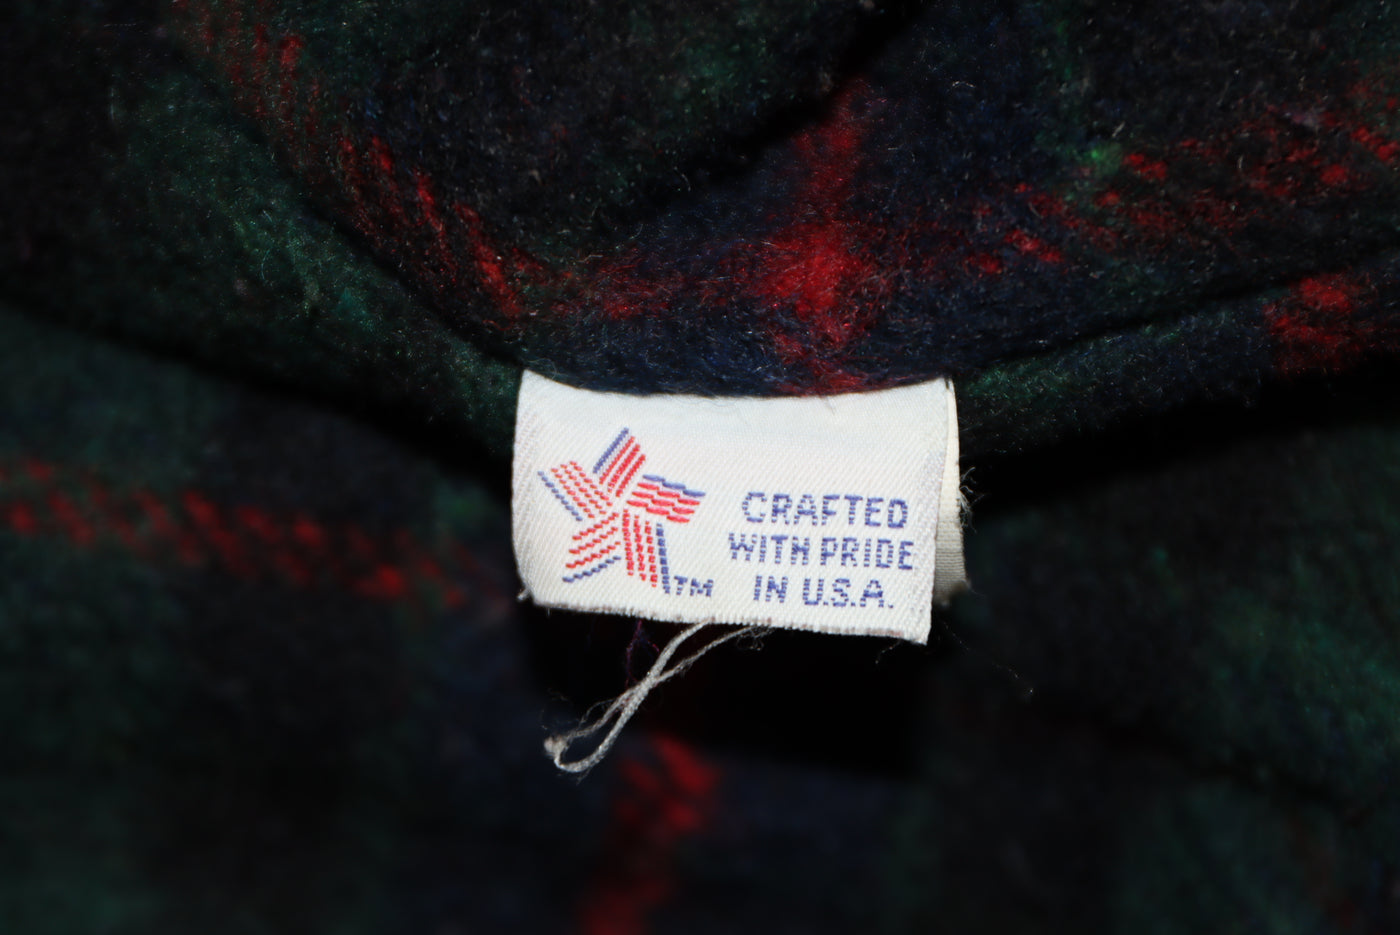 CRAFTED
WITH PRIDE
IN U.S.A.
TM